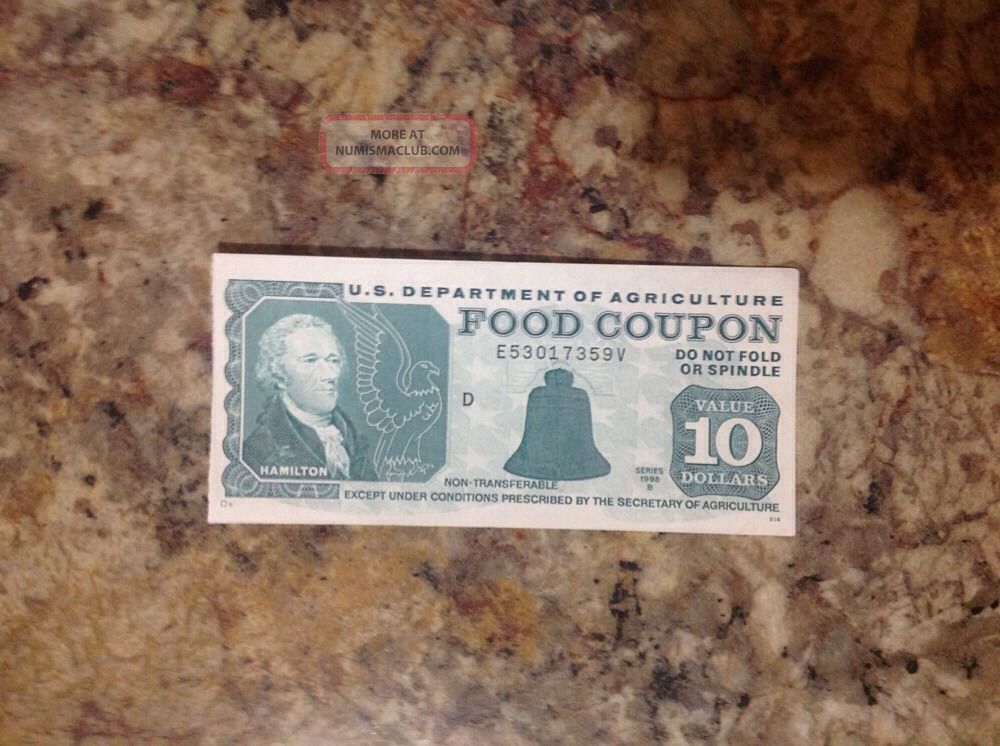 MORE AT
NUMISMACLUB.COM
U.S. DEPARTMENT OF AGRICULTURE
FOOD COUPON
E53017359V
DO NOT FOLD
OR SPINDLE
D
VALUE
10
DOLLARS
HAMILTON
SERIES
1998
B
NON-TRANSFERABLE
EXCEPT UNDER CONDITIONS PRESCRIBED BY THE SECRETARY OF AGRICULTURE